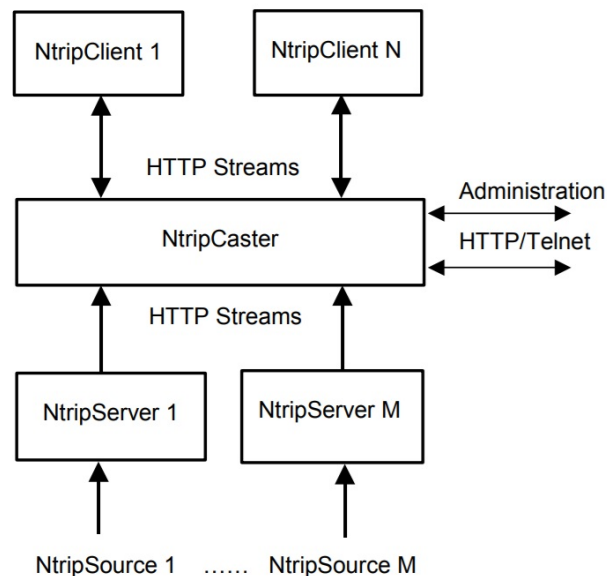 NtripClient 1
NtripClient N
HTTP Streams
Administration
NtripCaster
HTTP/Telnet
HTTP Streams
NtripServer 1
NtripServer M
NtripSource 1 ...... NtripSource M